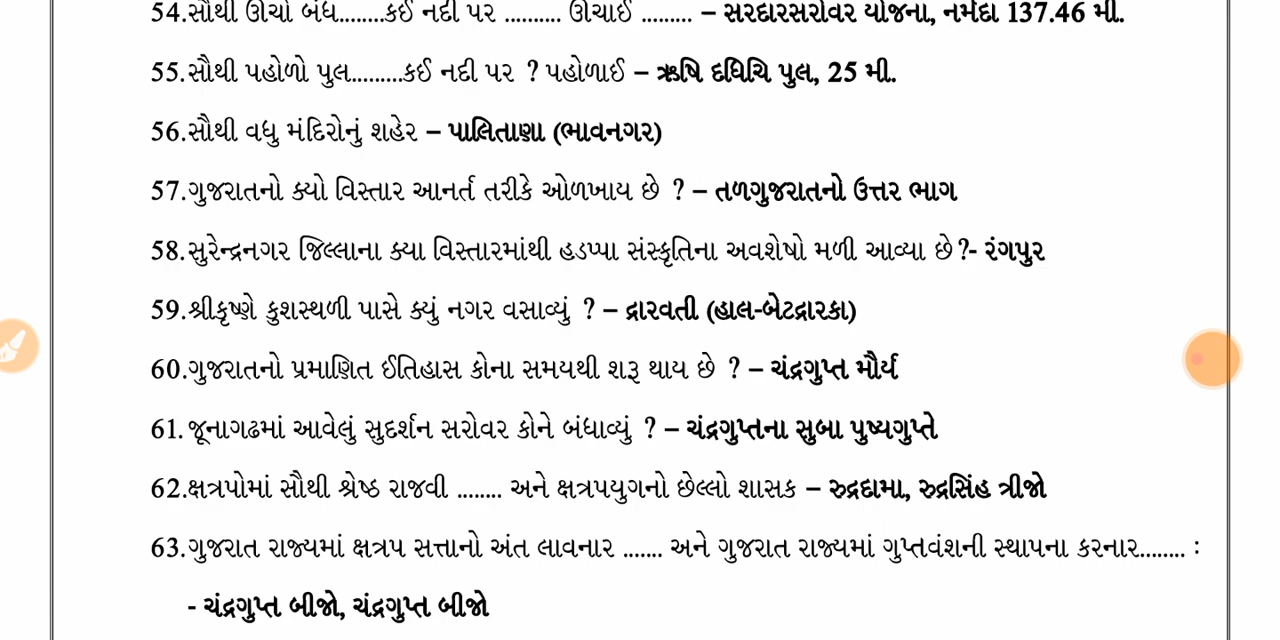 54.સૌથી ઊંચો બંધ........કઈ નદી પર .......... ઊંચાઈ ......... – સરદારસરોવર યોજના, નર્મદા 137.46 મી.
55.સૌથી પહોળો પુલ.........કઈ નદી પર ? પહોળાઈ – ઋષિ દધિચિ પુલ, 25 મી.
56.સૌથી વધુ મંદિરોનું શહેર – પાલિતાણા (ભાવનગર)
57.ગુજરાતનો ક્યો વિસ્તાર આનર્ત તરીકે ઓળખાય છે ? – તળગુજરાતનો ઉત્તર ભાગ
58.સુરેન્દ્રનગર જિલ્લાના ક્યા વિસ્તારમાંથી હડપ્પા સંસ્કૃતિના અવશેષો મળી આવ્યા છે ?- રંગપુર
59.શ્રીકૃષ્ણે કુશસ્થળી પાસે ક્યું નગર વસાવ્યું ? – દ્રારવતી (હાલ-બેટદ્રારકા)
60.ગુજરાતનો પ્રમાણિત ઈતિહાસ કોના સમયથી શરૂ થાય છે ? – ચંદ્રગુપ્ત મૌર્ય
61.જૂનાગઢમાં આવેલું સુદર્શન સરોવર કોને બંધાવ્યું ? – ચંદ્રગુપ્તના સુબા પુષ્યગુપ્તે
62.ક્ષત્રપોમાં સૌથી શ્રેષ્ઠ રાજવી ........ અને ક્ષત્રપયુગનો છેલ્લો શાસક – રુદ્રદામા, રુદ્રસિંહ ત્રીજો
63.ગુજરાત રાજ્યમાં ક્ષત્રપ સત્તાનો અંત લાવનાર ....... અને ગુજરાત રાજ્યમાં ગુપ્તવંશની સ્થાપના કરનાર........ :
- ચંદ્રગુપ્ત બીજો, ચંદ્રગુપ્ત બીજો